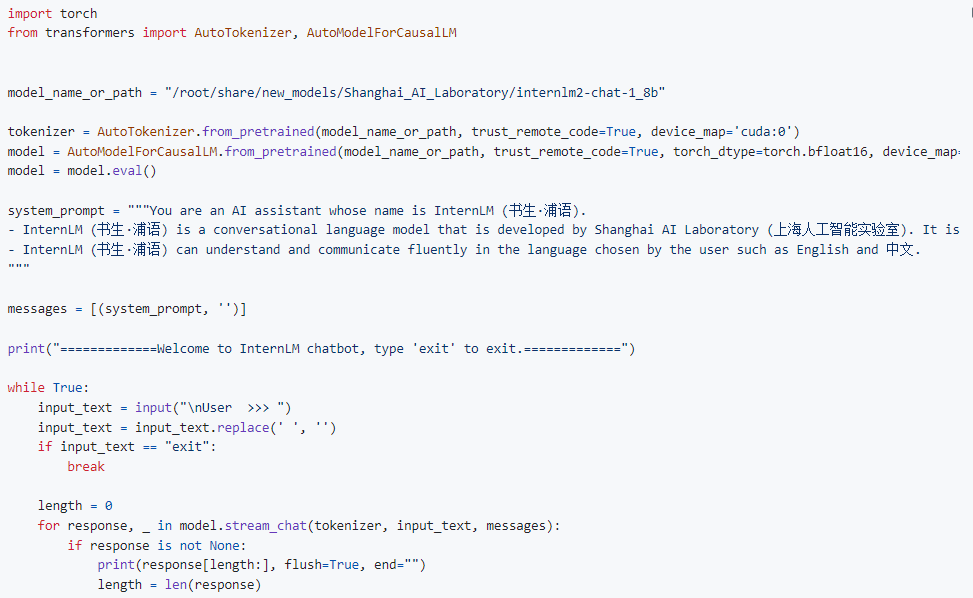 import torch
from transformers import AutoTokenizer, AutoModelForCausalLM
model_name_or_path = "/root/share/new_models/Shanghai_AI_Laboratory/internlm2-chat-1_8b"
tokenizer = AutoTokenizer.from_pretrained(model_name_or_path, trust_remote_code=True, device_map='cuda:0')
model = AutoModelForCausalLM.from_pretrained(model_name_or_path, trust_remote_code=True, torch_dtype=torch.bfloat16, device_map=
model = model.eval()
system_prompt = """You are an AI assistant whose name is InternLM (书生·浦语).
- InternLM (书生·浦语) is a conversational language model that is developed by Shanghai AI Laboratory (上海人工智能实验室). It is
- InternLM (书生·浦语) can understand and communicate fluently in the language chosen by the user such as English and 中文.
"""
messages = [(system_prompt, '')]
print("=============Welcome to InternLM chatbot, type 'exit' to exit.=============")
while True:
    input_text = input("\nUser  >>> ")
    input_text = input_text.replace(' ', '')
    if input_text == "exit":
        break
    length = 0
    for response, _ in model.stream_chat(tokenizer, input_text, messages):
        if response is not None:
            print(response[length:], flush=True, end="")
            length = len(response)